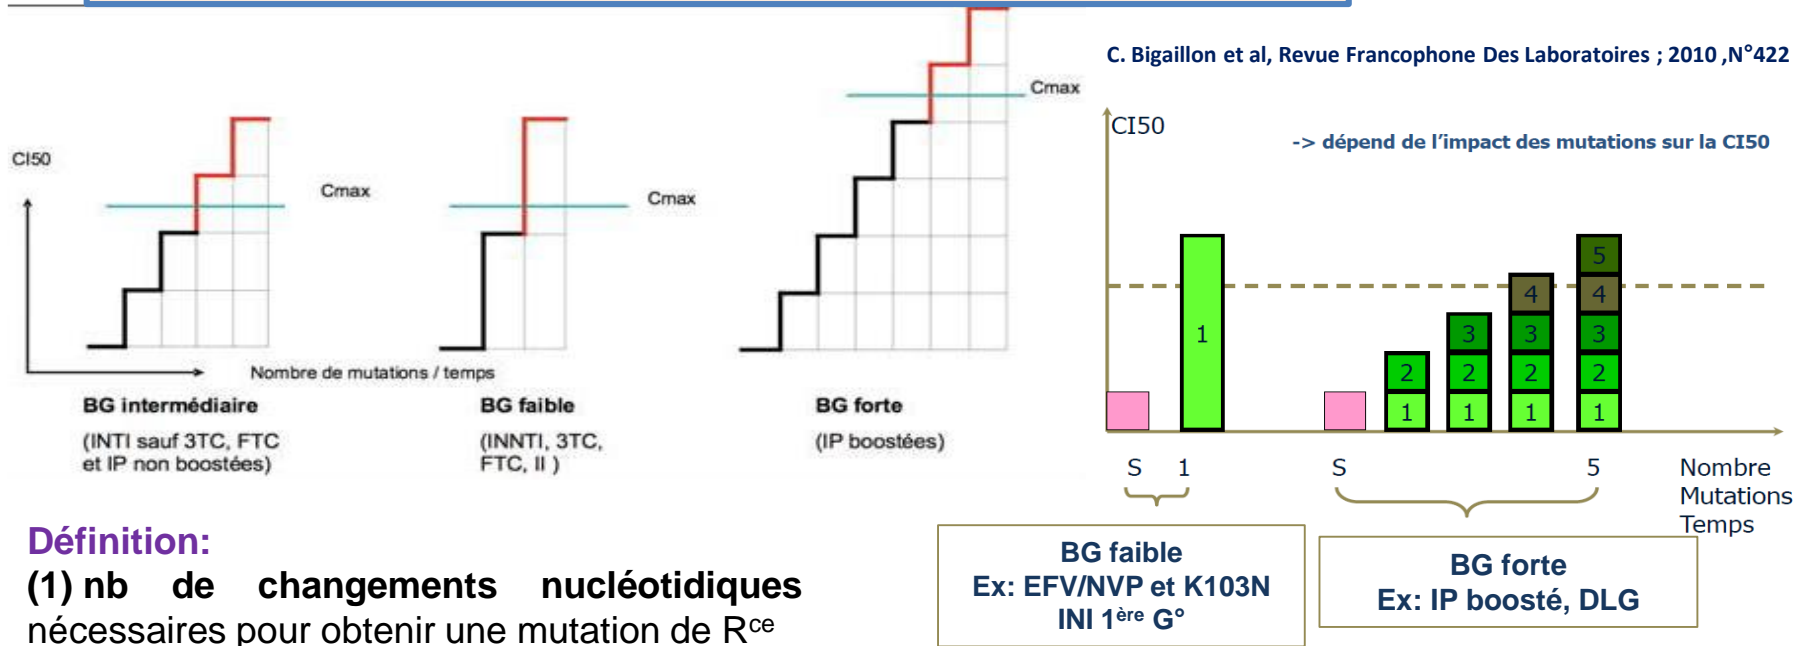 C. Bigaillon et al, Revue Francophone Des Laboratoires ; 2010 ,N°422
CI50
Cmax
Nombre de mutations / temps
BG intermédiaire
(INTI sauf 3TC, FTC
et IP non boostées)
Cmax
BG faible
(INNTI, 3TC,
FTC, II )
Cmax
BG forte
(IP boostées)
CI50
-> dépend de l'impact des mutations sur la CI50
1
5
4 4
3 3 3
2 2 2 2
1 1 1 1
S 1 S 5 Nombre
Mutations
Temps
BG faible
Ex: EFV/NVP et K103N
INI 1ère G°
BG forte
Ex: IP boosté, DLG
Définition:
(1) nb de changements nucléotidiques
nécessaires pour obtenir une mutation de Rce